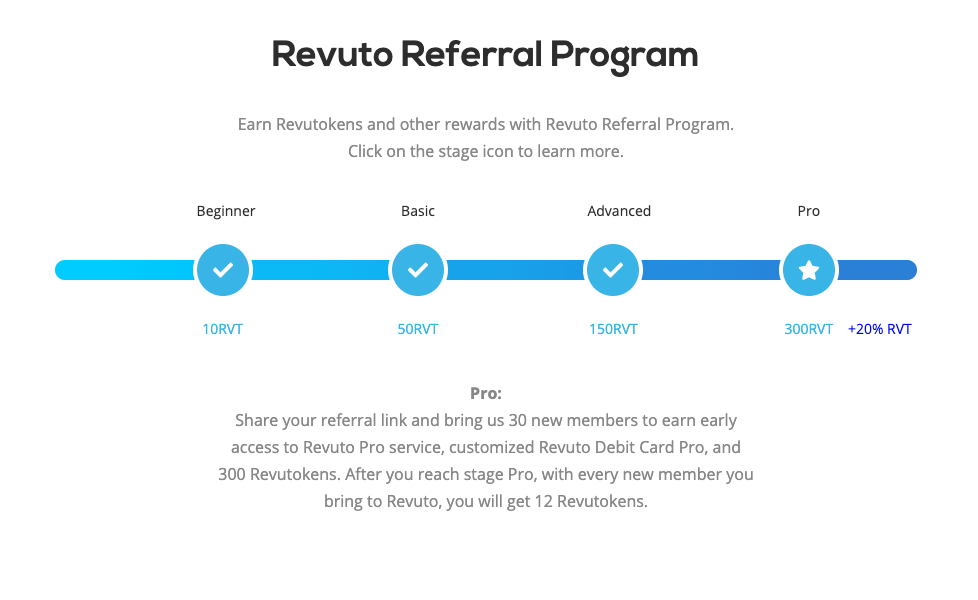 Revuto Referral Program
Earn Revutokens and other rewards with Revuto Referral Program.
Click on the stage icon to learn more.
Beginner Basic Advanced Pro
10RVT 50RVT 150RVT 300RVT +20% RVT
Pro:
Share your referral link and bring us 30 new members to earn early
access to Revuto Pro service, customized Revuto Debit Card Pro, and
300 Revutokens. After you reach stage Pro, with every new member you
bring to Revuto, you will get 12 Revutokens.